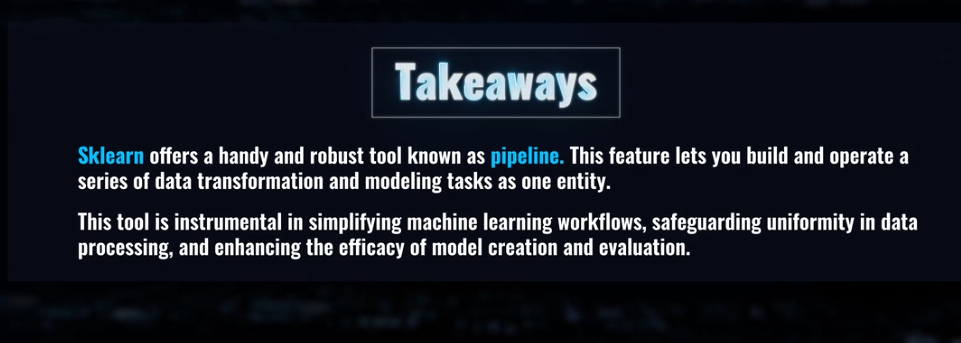 Takeaways
Sklearn offers a handy and robust tool known as pipeline. This feature lets you build and operate a
series of data transformation and modeling tasks as one entity.
This tool is instrumental in simplifying machine learning workflows, safeguarding uniformity in data
processing, and enhancing the efficacy of model creation and evaluation.